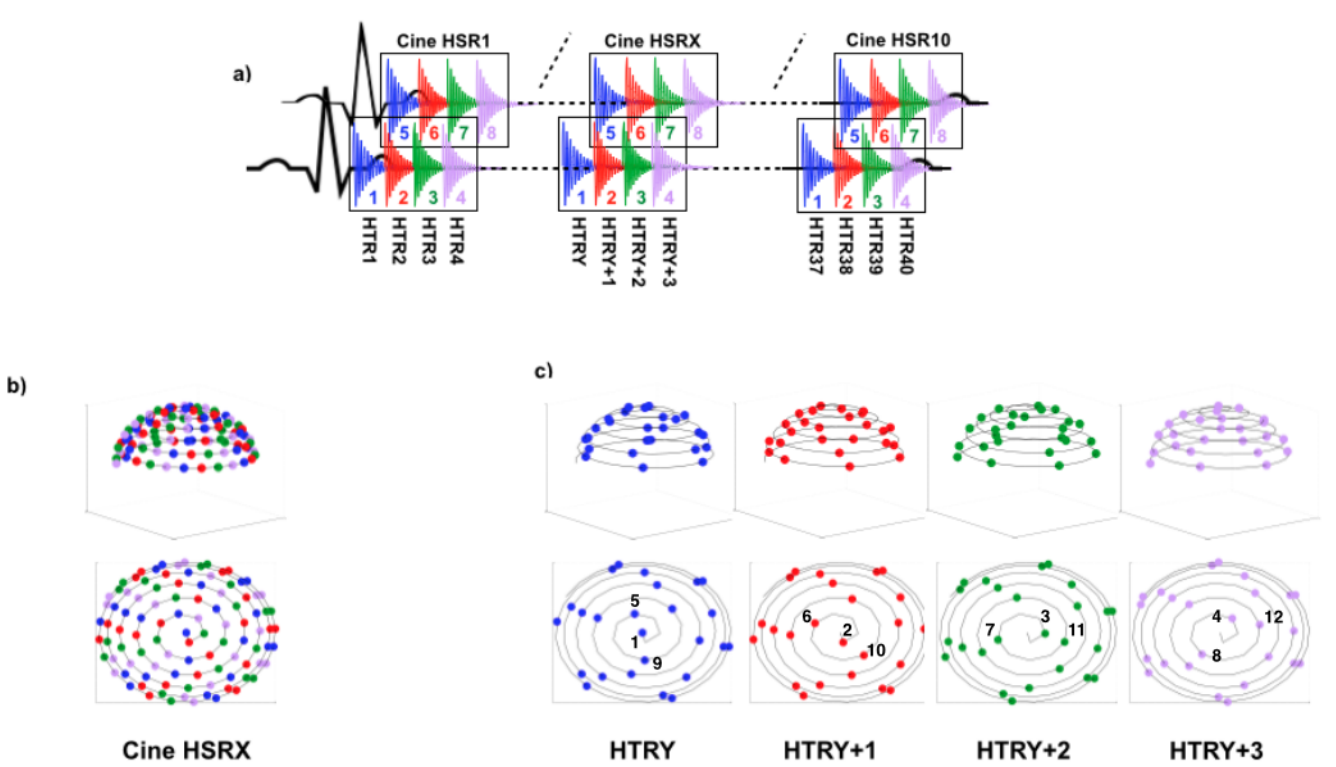 Cine HSR1 Cine HSRX Cine HSR10
a)
5 6 7 8 5 6 7 8 5 6 7 8
1 2 3 4 1 2 3 4 1 2 3 4
HTR1 HTR2 HTR3 HTR4 HTRY HTRY+1 HTRY+2 HTRY+3 HTR37 HTR38 HTR39 HTR40
b) c)
5 6 3 4 12
1 2 7 11
9 10 8
Cine HSRX HTRY HTRY+1 HTRY+2 HTRY+3